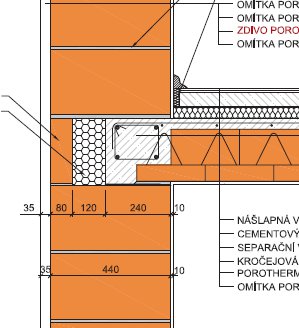 OMÍTKA POR
OMÍTKA POR
ZDIVO PORO
OMÍTKA POR
35 80 120 240 10
NÁŠLAPNÁ V
CEMENTOVÝ
SEPARAČNÍ V
KROČEJOVÁ
POROTHERM
OMÍTKA POR
35 440 10